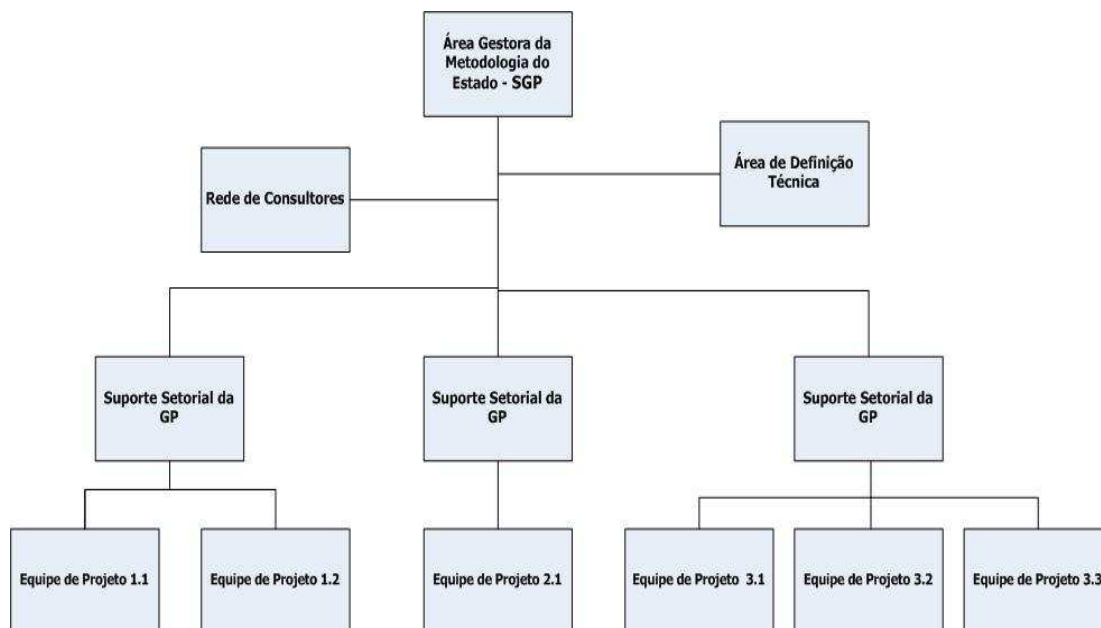 Área Gestora da
Metodologia do
Estado - SGP
Rede de Consultores
Área de Definição
Técnica
Suporte Setorial da
GP
Suporte Setorial da
GP
Suporte Setorial da
GP
Equipe de Projeto 1.1
Equipe de Projeto 1.2
Equipe de Projeto 2.1
Equipe de Projeto 3.1
Equipe de Projeto 3.2
Equipe de Projeto 3.3